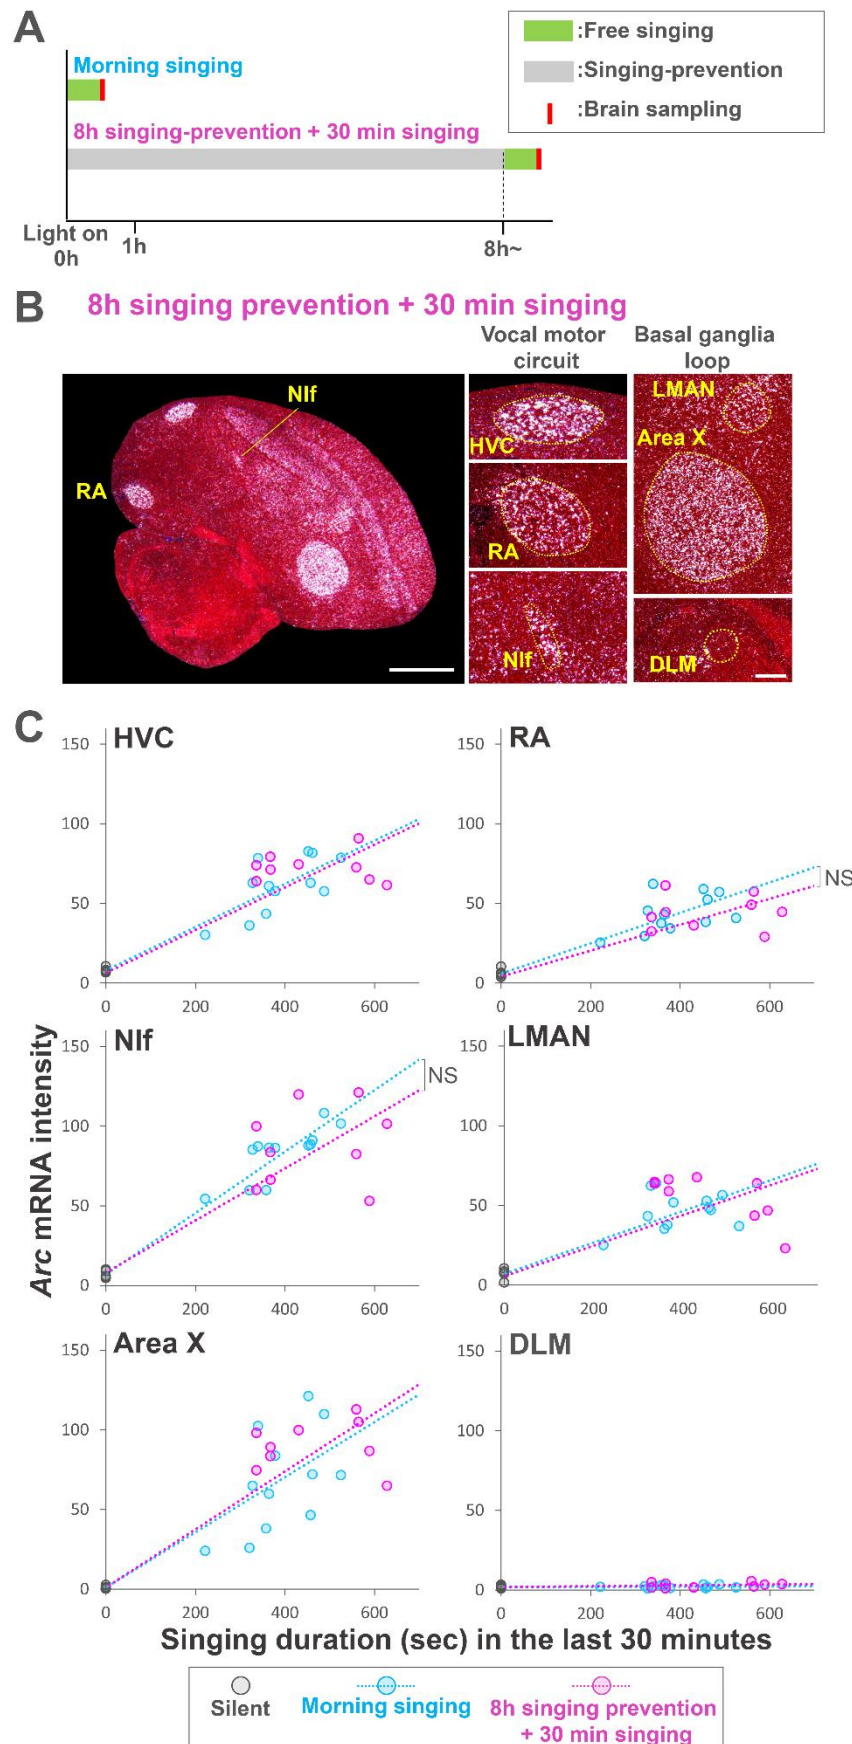 A
:Free singing
:Singing-prevention
:Brain sampling
Morning singing
8h singing-prevention + 30 min singing
Light on
0h
1h
8h~
B
8h singing prevention + 30 min singing
Vocal motor
circuit
Basal ganglia
loop
NIf
RA
HVC
RA
NIf
LMAN
Area X
DLM
C
HVC
150
100
50
0
0 200 400 600
RA
150
100
50
0
0 200 400 600
NS
NIf
150
100
50
0
0 200 400 600
NS
LMAN
150
100
50
0
0 200 400 600
Area X
150
100
50
0
0 200 400 600
DLM
150
100
50
0
0 200 400 600
Arc mRNA intensity
Singing duration (sec) in the last 30 minutes
Silent
Morning singing
8h singing prevention
+ 30 min singing